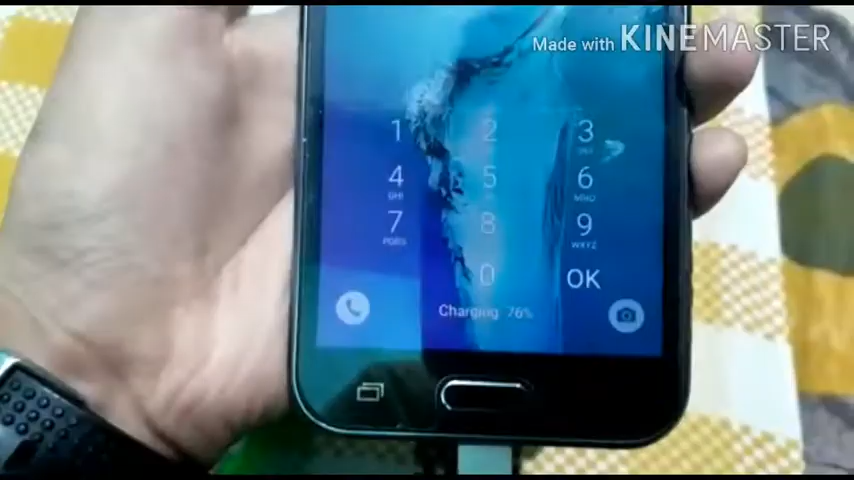 Made with KINEMASTER
1 2 3
4 5 6
GHI MNO
7 8 9
PQRS WXYZ
0 OK
Charging 76%